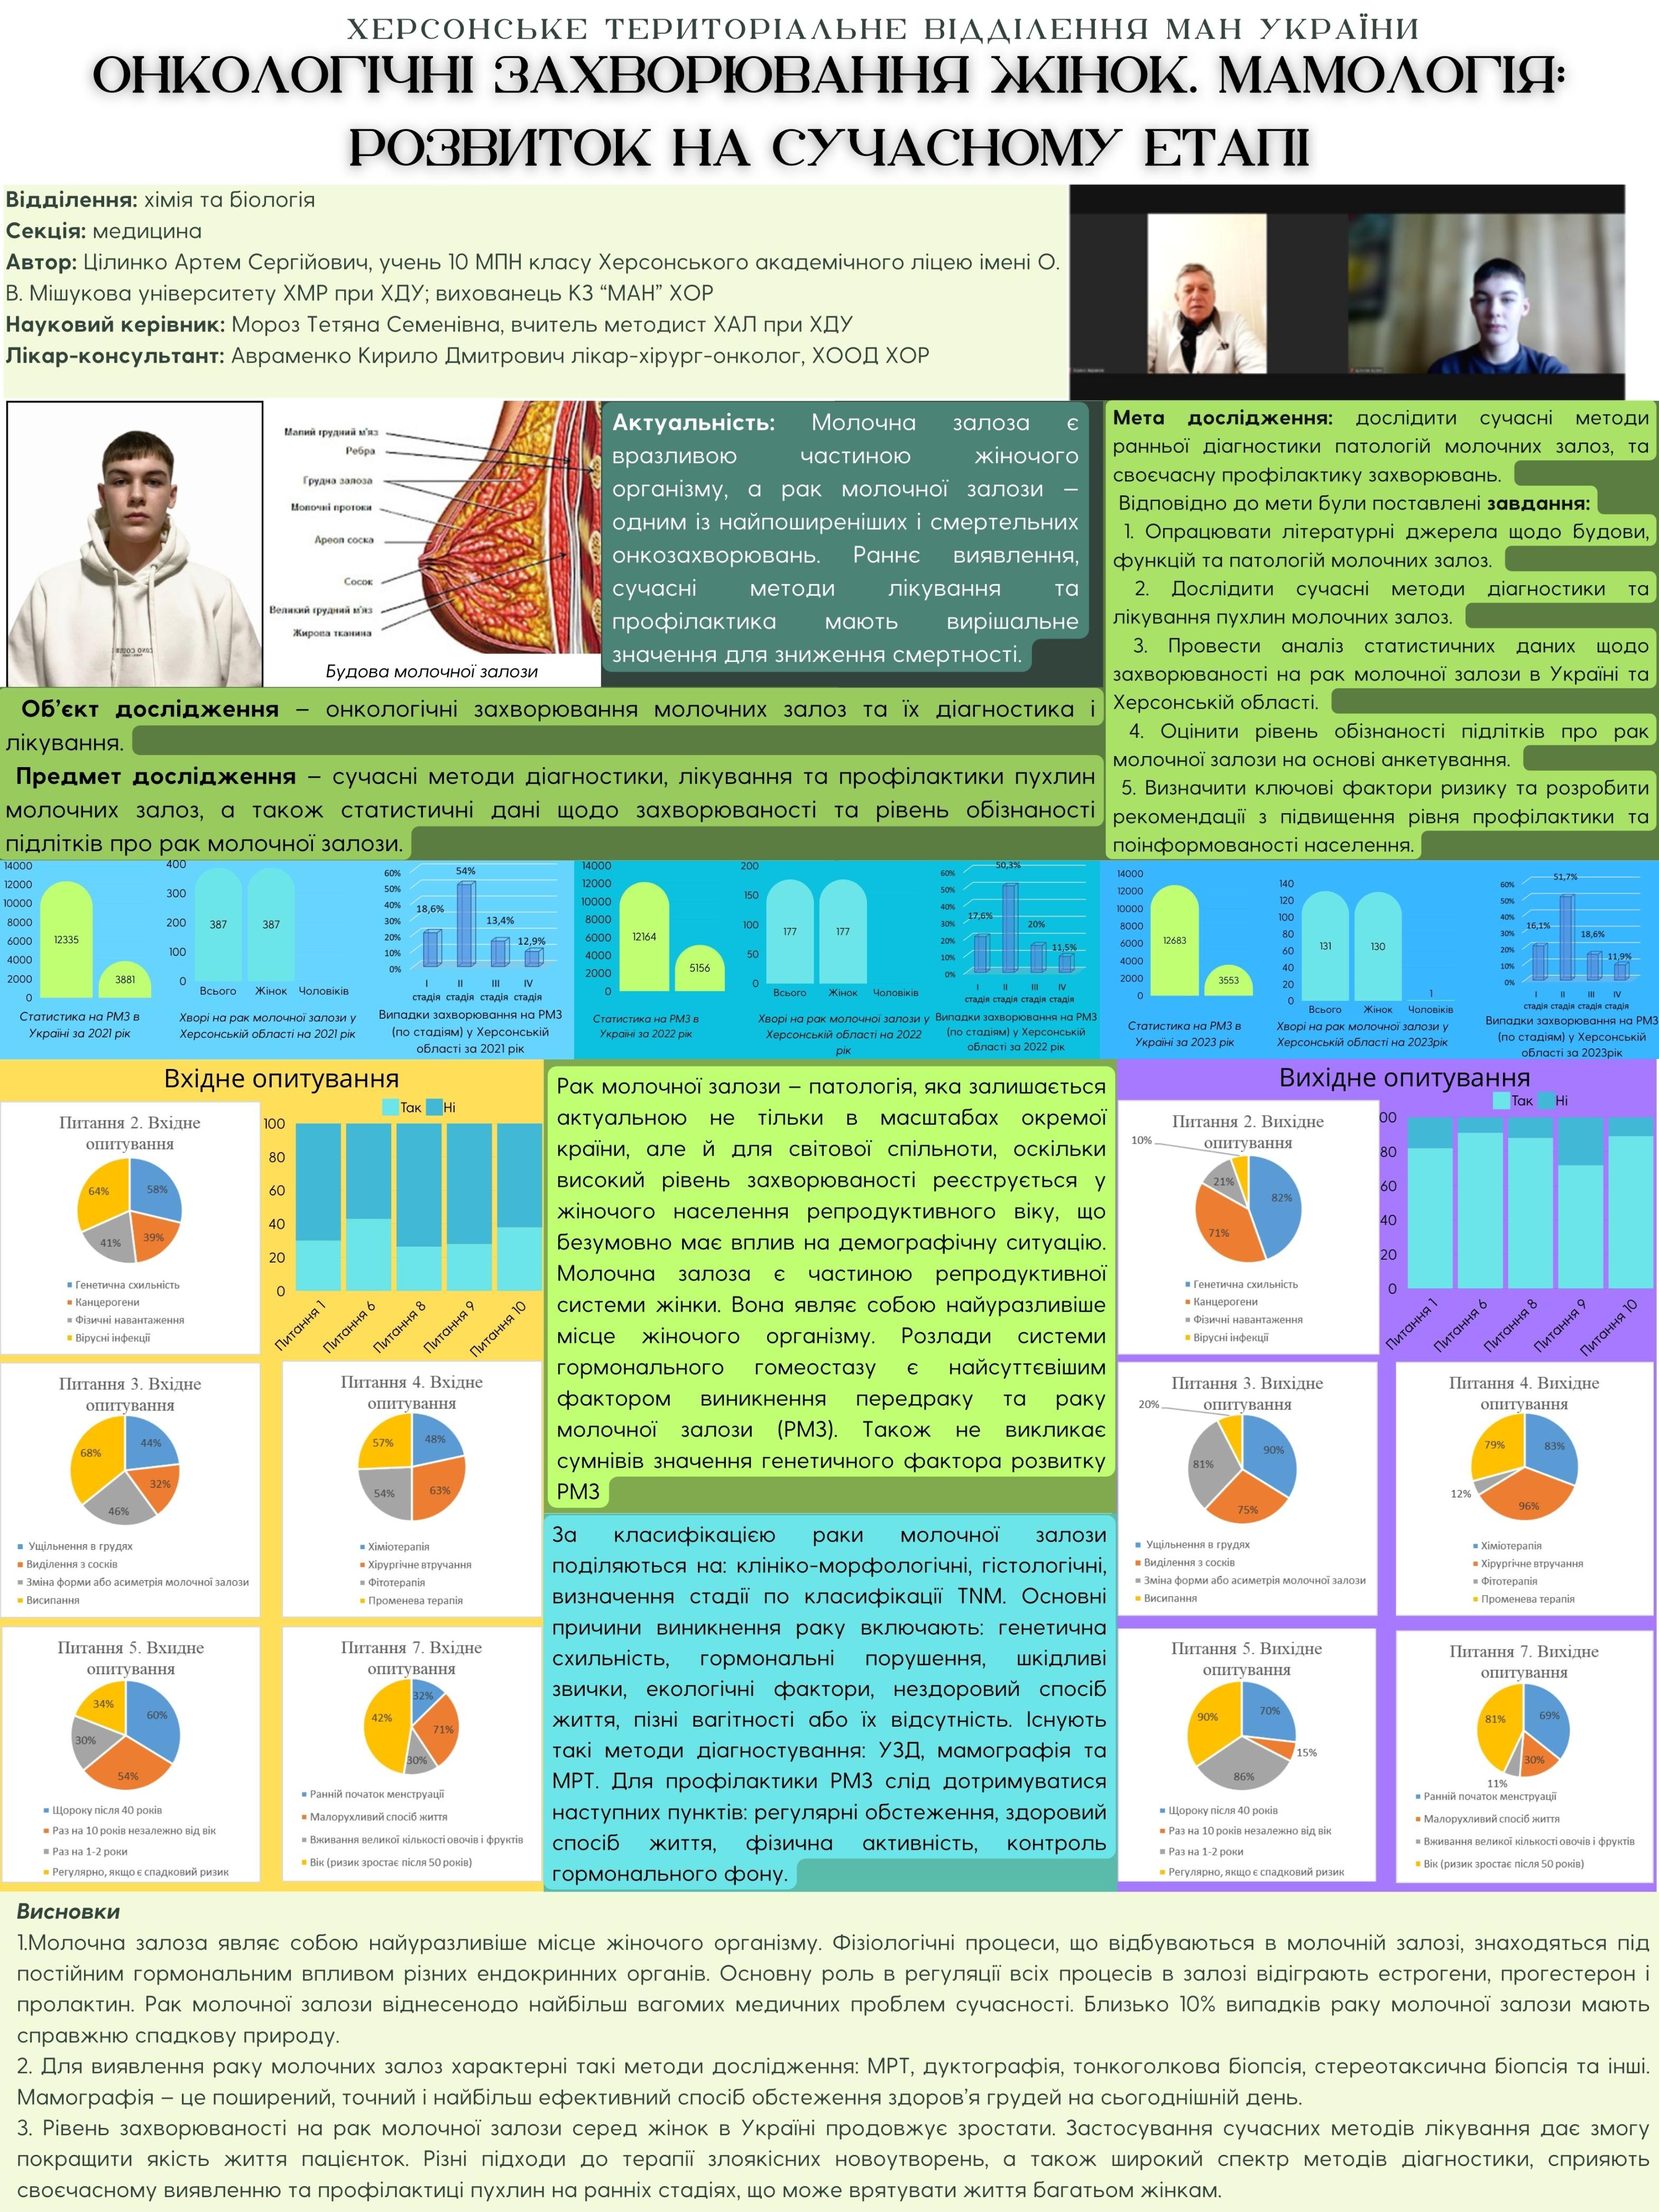 ХЕРСОНСЬКЕ ТЕРИТОРІАЛЬНЕ ВІДДІЛЕННЯ МАН УКРАЇНИ
ОНКОЛОГІЧНІ ЗАХВОРЮВАННЯ ЖІНОК. МАМОЛОГІЯ:
РОЗВИТОК НА СУЧАСНОМУ ЕТАПІ
Відділення: хімія та біологія
Секція: медицина
Автор: Цілинко Артем Сергійович, учень 10 МПН класу Херсонського академічного ліцею імені О.
В. Мішукова університету ХМР при ХДУ; вихованець КЗ “МАН” ХОР
Науковий керівник: Мороз Тетяна Семенівна, вчитель методист ХАЛ при ХДУ
Лікар-консультант: Авраменко Кирило Дмитрович лікар-хірург-онколог, ХООД ХОР
Малий грудний м'яз
Ребра
Грудна залоза
Молочні протоки
Ареол соска
Сосок
Великий грудний м'яз
Жирова тканина
Будова молочної залози
Актуальність: Молочна залоза є
вразливою частиною жіночого
організму, а рак молочної залози –
одним із найпоширеніших і смертельних
онкозахворювань. Раннє виявлення,
сучасні методи лікування та
профілактика мають вирішальне
значення для зниження смертності.
Мета дослідження: дослідити сучасні методи
ранньої діагностики патологій молочних залоз, та
своєчасну профілактику захворювань.
Відповідно до мети були поставлені завдання:
1. Опрацювати літературні джерела щодо будови,
функцій та патологій молочних залоз.
2. Дослідити сучасні методи діагностики та
лікування пухлин молочних залоз.
3. Провести аналіз статистичних даних щодо
захворюваності на рак молочної залози в Україні та
Херсонській області.
4. Оцінити рівень обізнаності підлітків про рак
молочної залози на основі анкетування.
5. Визначити ключові фактори ризику та розробити
рекомендації з підвищення рівня профілактики та
поінформованості населення.
Об’єкт дослідження – онкологічні захворювання молочних залоз та їх діагностика і
лікування.
Предмет дослідження – сучасні методи діагностики, лікування та профілактики пухлин
молочних залоз, а також статистичні дані щодо захворюваності та рівень обізнаності
підлітків про рак молочної залози.
14000
12000
10000
8000
6000
4000
2000
0
12335
3881
Статистика на РМЗ в
Україні за 2021 рік
400
300
200
100
0
387
387
Всього Жінок Чоловіків
Хворі на рак молочної залози у
Херсонській області на 2021 рік
60%
50%
40%
30%
20%
10%
0%
18,6%
54%
13,4%
12,9%
I II III IV
стадія стадія стадія стадія
Випадки захворювання на РМЗ
(по стадіям) у Херсонській
області за 2021 рік
14000
12000
10000
8000
6000
4000
2000
0
12164
5156
Статистика на РМЗ в
Україні за 2022 рік
200
150
100
50
0
177
177
Всього Жінок Чоловіків
Хворі на рак молочної залози у
Херсонській області на 2022
рік
60%
50%
40%
30%
20%
10%
0%
17,6%
50,3%
20%
11,5%
I II III IV
стадія стадія стадія стадія
Випадки захворювання на РМЗ
(по стадіям) у Херсонській
області за 2022 рік
14000
12000
10000
8000
6000
4000
2000
0
12683
3553
Статистика на РМЗ в
Україні за 2023 рік
140
120
100
80
60
40
20
0
131
130
1
Всього Жінок Чоловіків
Хворі на рак молочної залози у
Херсонській області на 2023рік
60%
50%
40%
30%
20%
10%
0%
16,1%
51,7%
18,6%
11,9%
I II III IV
стадія стадія стадія стадія
Випадки захворювання на РМЗ
(по стадіям) у Херсонській
області за 2023рік
Вхідне опитування
Питання 2. Вхідне
опитування
64%
58%
41%
39%
Генетична схильність
Канцерогени
Фізичні навантаження
Вірусні інфекції
Так Ні
100
80
60
40
20
0
Питання 1
Питання 6
Питання 8
Питання 9
Питання 10
Питання 3. Вхідне
опитування
68%
44%
32%
46%
Ущільнення в грудях
Виділення з сосків
Зміна форми або асиметрія молочної залози
Висипання
Питання 4. Вхідне
опитування
57%
48%
54%
63%
Хіміотерапія
Хірургічне втручання
Фітотерапія
Променева терапія
Питання 5. Вхидне
опитування
34%
60%
30%
54%
Щороку після 40 років
Раз на 10 років незалежно від вік
Раз на 1-2 роки
Регулярно, якщо є спадковий ризик
Питання 7. Вхідне
опитування
32%
42%
71%
30%
Ранній початок менструації
Малорухливий спосіб життя
Вживання великої кількості овочів і фруктів
Вік (ризик зростає після 50 років)
Рак молочної залози – патологія, яка залишається
актуальною не тільки в масштабах окремої
країни, але й для світової спільноти, оскільки
високий рівень захворюваності реєструється у
жіночого населення репродуктивного віку, що
безумовно має вплив на демографічну ситуацію.
Молочна залоза є частиною репродуктивної
системи жінки. Вона являє собою найуразливіше
місце жіночого організму. Розлади системи
гормонального гомеостазу є найсуттєвішим
фактором виникнення передраку та раку
молочної залози (РМЗ). Також не викликає
сумнівів значення генетичного фактора розвитку
РМЗ
За класифікацією раки молочної залози
поділяються на: клініко-морфологічні, гістологічні,
визначення стадії по класифікації TNM. Основні
причини виникнення раку включають: генетична
схильність, гормональні порушення, шкідливі
звички, екологічні фактори, нездоровий спосіб
життя, пізні вагітності або їх відсутність. Існують
такі методи діагностування: УЗД, мамографія та
МРТ. Для профілактики РМЗ слід дотримуватися
наступних пунктів: регулярні обстеження, здоровий
спосіб життя, фізична активність, контроль
гормонального фону.
Вихідне опитування
Питання 2. Вихідне
опитування
10%
21%
82%
71%
Генетична схильність
Канцерогени
Фізичні навантаження
Вірусні інфекції
Так Ні
00
80
60
40
20
0
Питання 1
Питання 6
Питання 8
Питання 9
Питання 10
Питання 3. Вихідне
опитування
20%
90%
81%
75%
Ущільнення в грудях
Виділення з сосків
Зміна форми або асиметрія молочної залози
Висипання
Питання 4. Вихідне
опитування
79%
83%
12%
96%
Хіміотерапія
Хірургічне втручання
Фітотерапія
Променева терапія
Питання 5. Вихідне
опитування
90%
70%
15%
86%
Щороку після 40 років
Раз на 10 років незалежно від вік
Раз на 1-2 роки
Регулярно, якщо є спадковий ризик
Питання 7. Вихідне
опитування
81%
69%
30%
11%
Ранній початок менструації
Малорухливий спосіб життя
Вживання великої кількості овочів і фруктів
Вік (ризик зростає після 50 років)
Висновки
1.Молочна залоза являє собою найуразливіше місце жіночого організму. Фізіологічні процеси, що відбуваються в молочній залозі, знаходяться під
постійним гормональним впливом різних ендокринних органів. Основну роль в регуляції всіх процесів в залозі відіграють естрогени, прогестерон і
пролактин. Рак молочної залози віднесенодо найбільш вагомих медичних проблем сучасності. Близько 10% випадків раку молочної залози мають
справжню спадкову природу.
2. Для виявлення раку молочних залоз характерні такі методи дослідження: МРТ, дуктографія, тонкоголкова біопсія, стереотаксична біопсія та інші.
Мамографія – це поширений, точний і найбільш ефективний спосіб обстеження здоров’я грудей на сьогоднішній день.
3. Рівень захворюваності на рак молочної залози серед жінок в Україні продовжує зростати. Застосування сучасних методів лікування дає змогу
покращити якість життя пацієнток. Різні підходи до терапії злоякісних новоутворень, а також широкий спектр методів діагностики, сприяють
своєчасному виявленню та профілактиці пухлин на ранніх стадіях, що може врятувати життя багатьом жінкам.